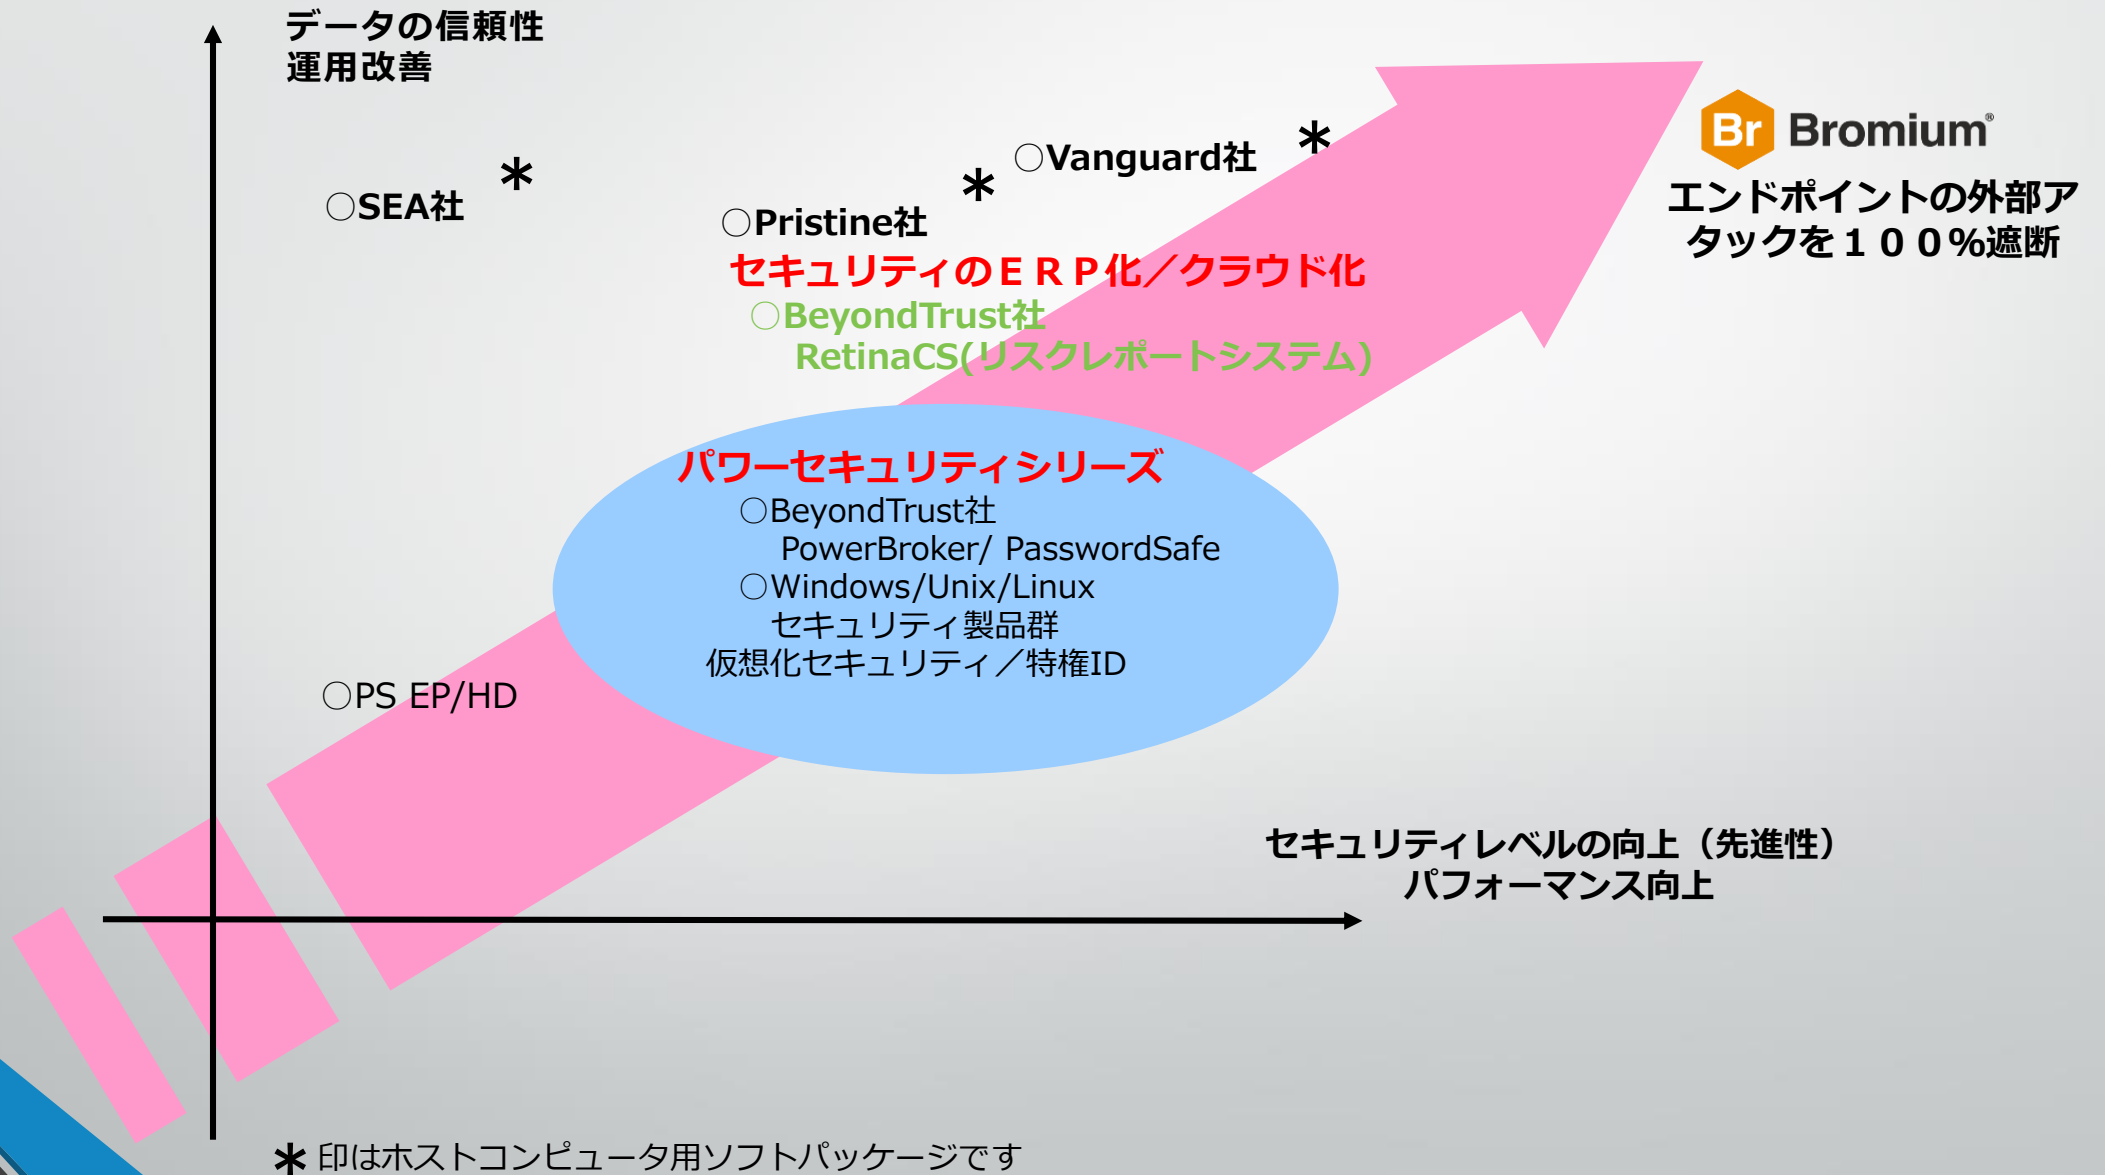 データの信頼性
運用改善
＊
○SEA社
＊
○Vanguard社
＊
○Pristine社
セキュリティのＥＲＰ化／クラウド化
○BeyondTrust社
RetinaCS(リスクレポートシステム)
Br Bromium®
エンドポイントの外部ア
タックを１００％遮断
パワーセキュリティシリーズ
○BeyondTrust社
PowerBroker/ PasswordSafe
○Windows/Unix/Linux
セキュリティ製品群
仮想化セキュリティ／特権ID
○PS EP/HD
セキュリティレベルの向上（先進性）
パフォーマンス向上
＊印はホストコンピュータ用ソフトパッケージです